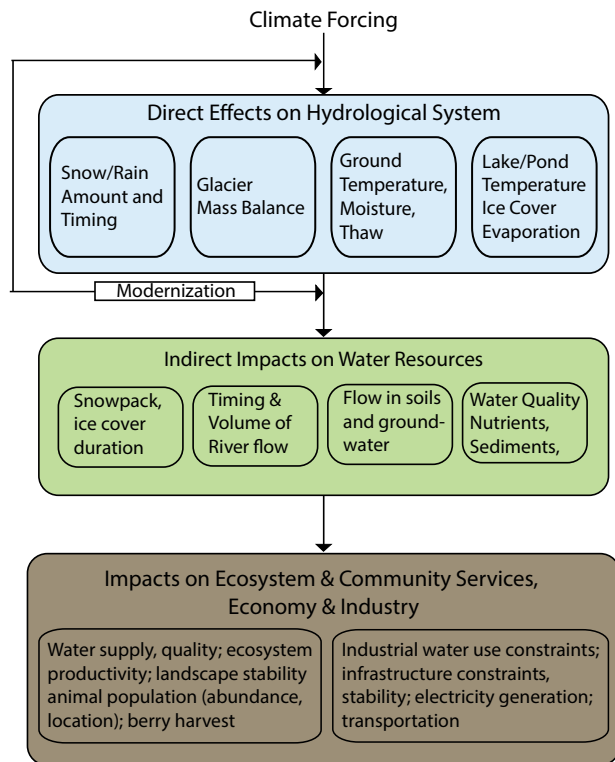 Climate Forcing
Direct Effects on Hydrological System
Snow/Rain
Amount and
Timing
Glacier
Mass Balance
Ground
Temperature,
Moisture,
Thaw
Lake/Pond
Temperature
Ice Cover
Evaporation
Modernization
Indirect Impacts on Water Resources
Snowpack,
ice cover
duration
Timing &
Volume of
River flow
Flow in soils
and ground-
water
Water Quality
Nutrients,
Sediments,
Impacts on Ecosystem & Community Services,
Economy & Industry
Water supply, quality; ecosystem
productivity; landscape stability
animal population (abundance,
location); berry harvest
Industrial water use constraints;
infrastructure constraints,
stability; electricity generation;
transportation